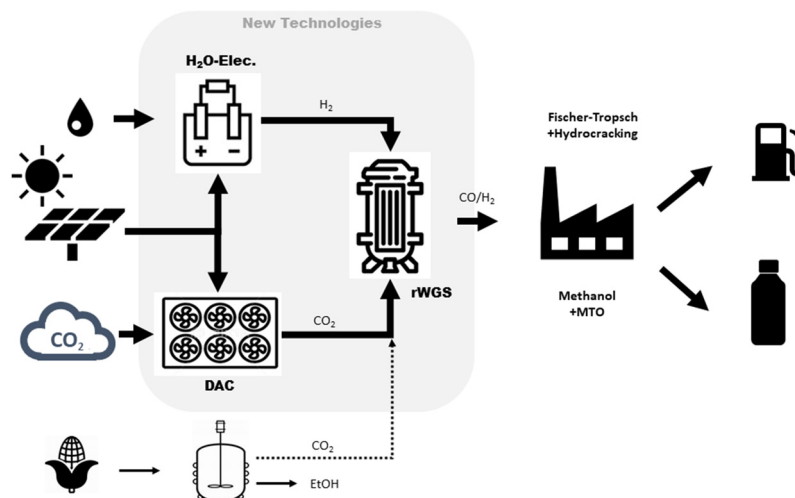 New Technologies
H₂O-Elec.
H₂
Fischer-Tropsch
+Hydrocracking
CO/H₂
rWGS
Methanol
+MTO
CO₂
CO₂
DAC
CO₂
EtOH